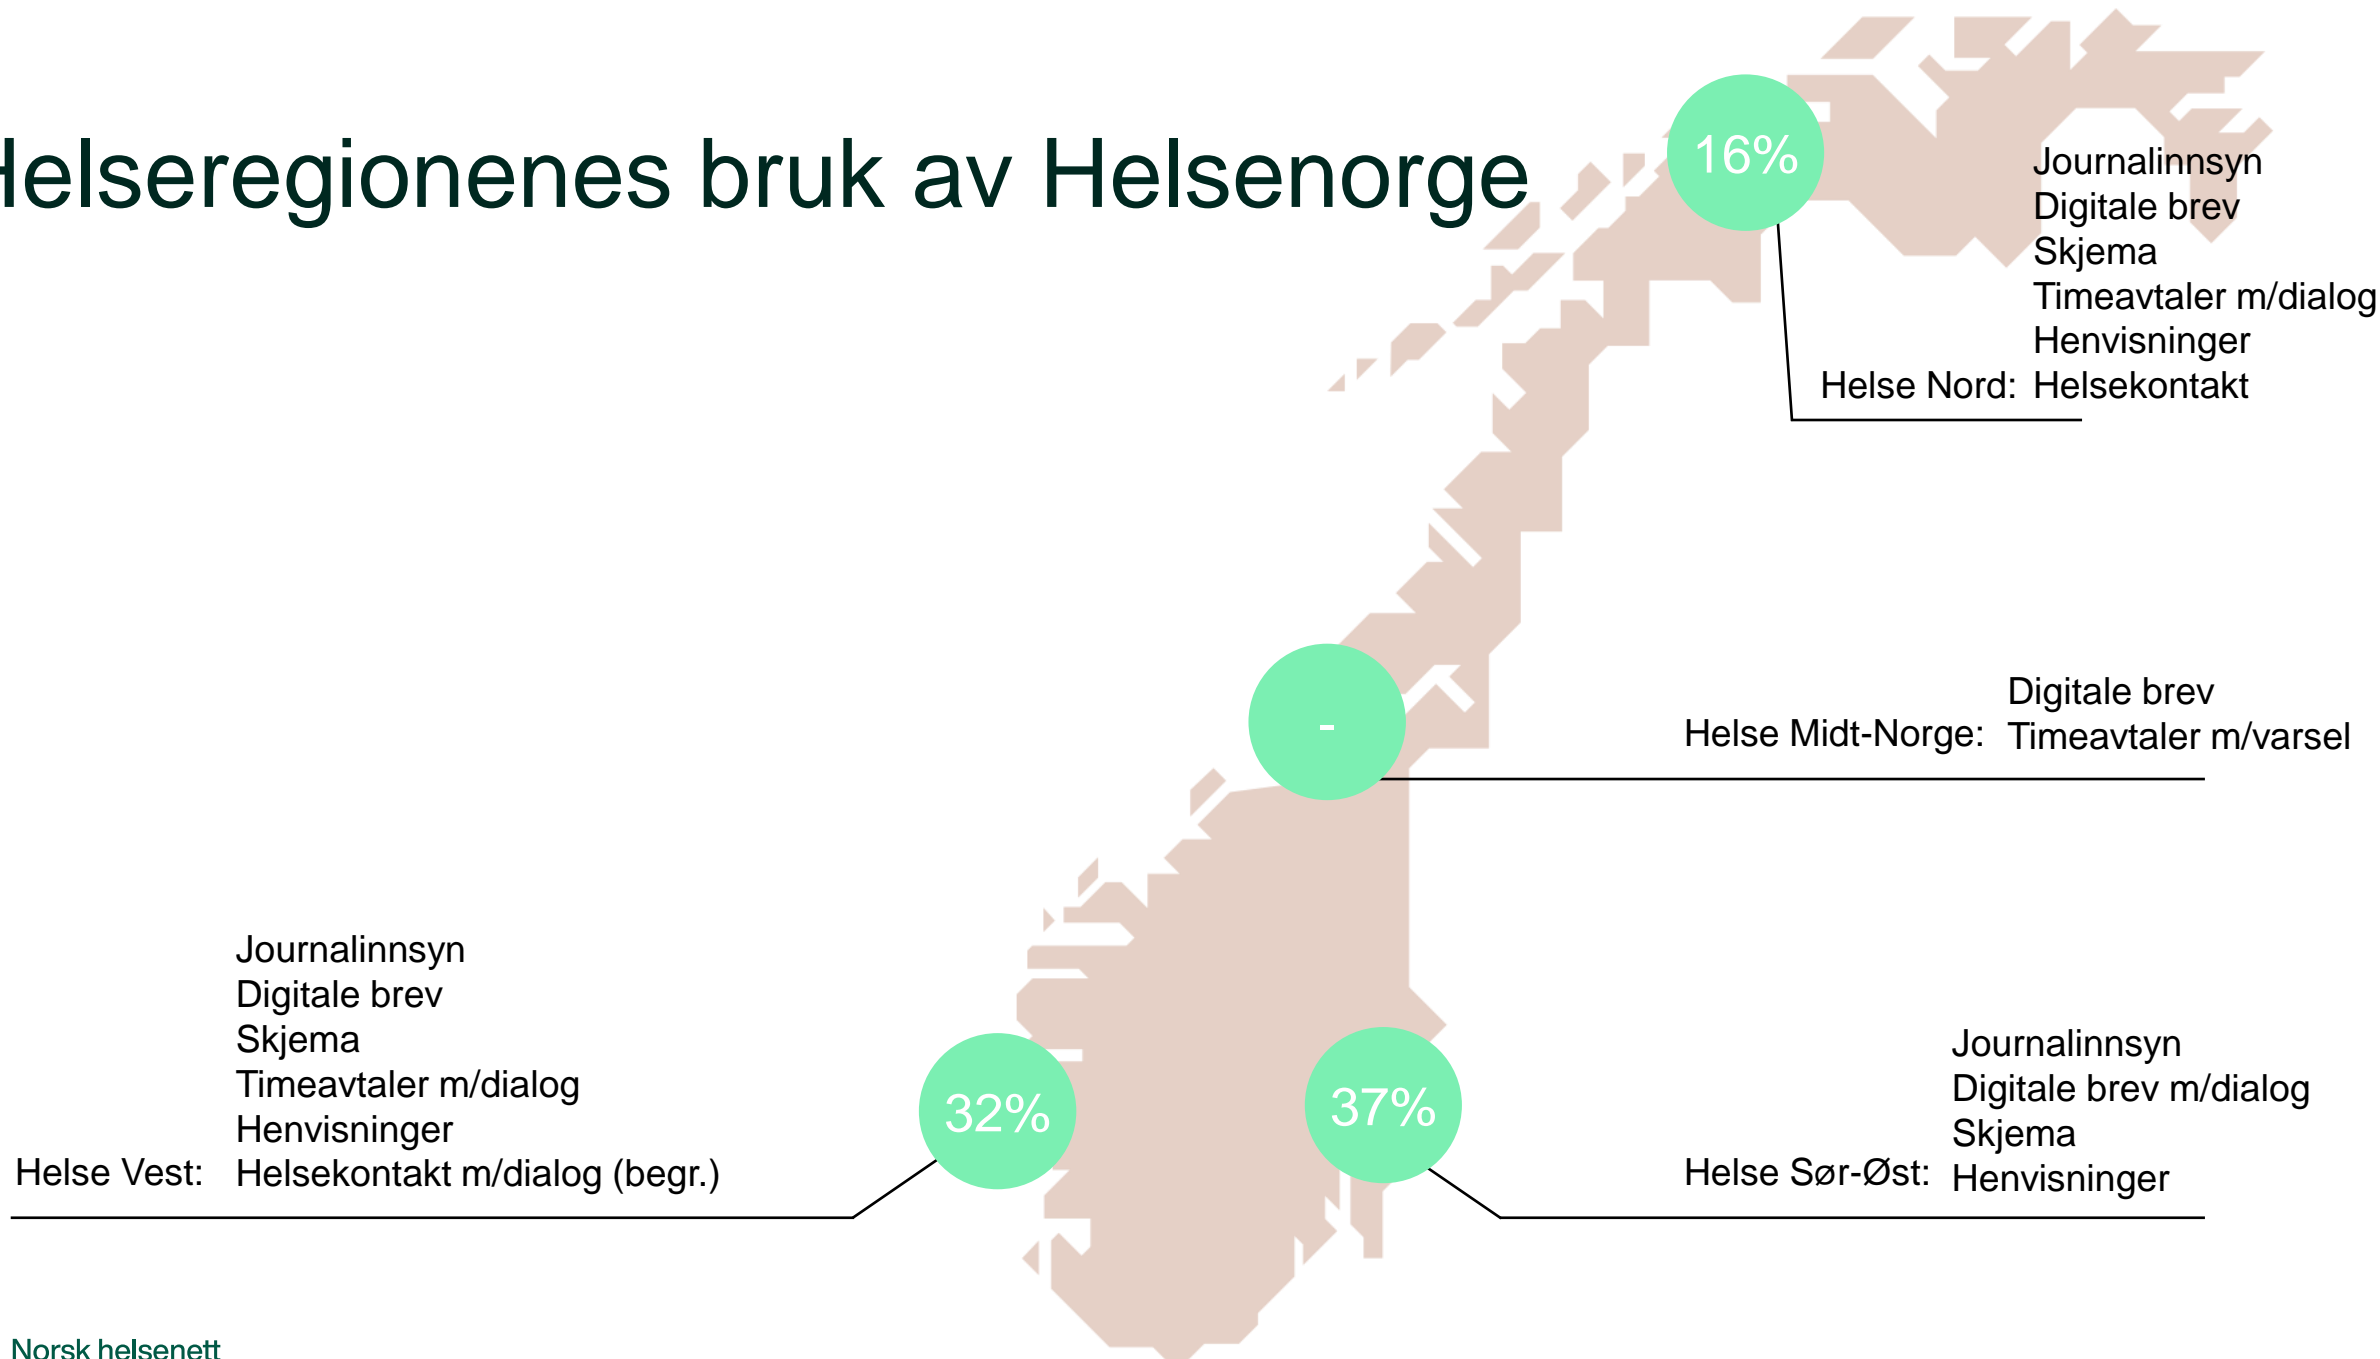 Helseregionenes bruk av Helsenorge
16%
Journalinnsyn
Digitale brev
Skjema
Timeavtaler m/dialog
Henvisninger
Helse Nord: Helsekontakt
-
Digitale brev
Helse Midt-Norge: Timeavtaler m/varsel
Journalinnsyn
Digitale brev
Skjema
Timeavtaler m/dialog
Henvisninger
Helse Vest: Helsekontakt m/dialog (begr.)
32%
37%
Journalinnsyn
Digitale brev m/dialog
Skjema
Helse Sør-Øst: Henvisninger
Norsk helsenett